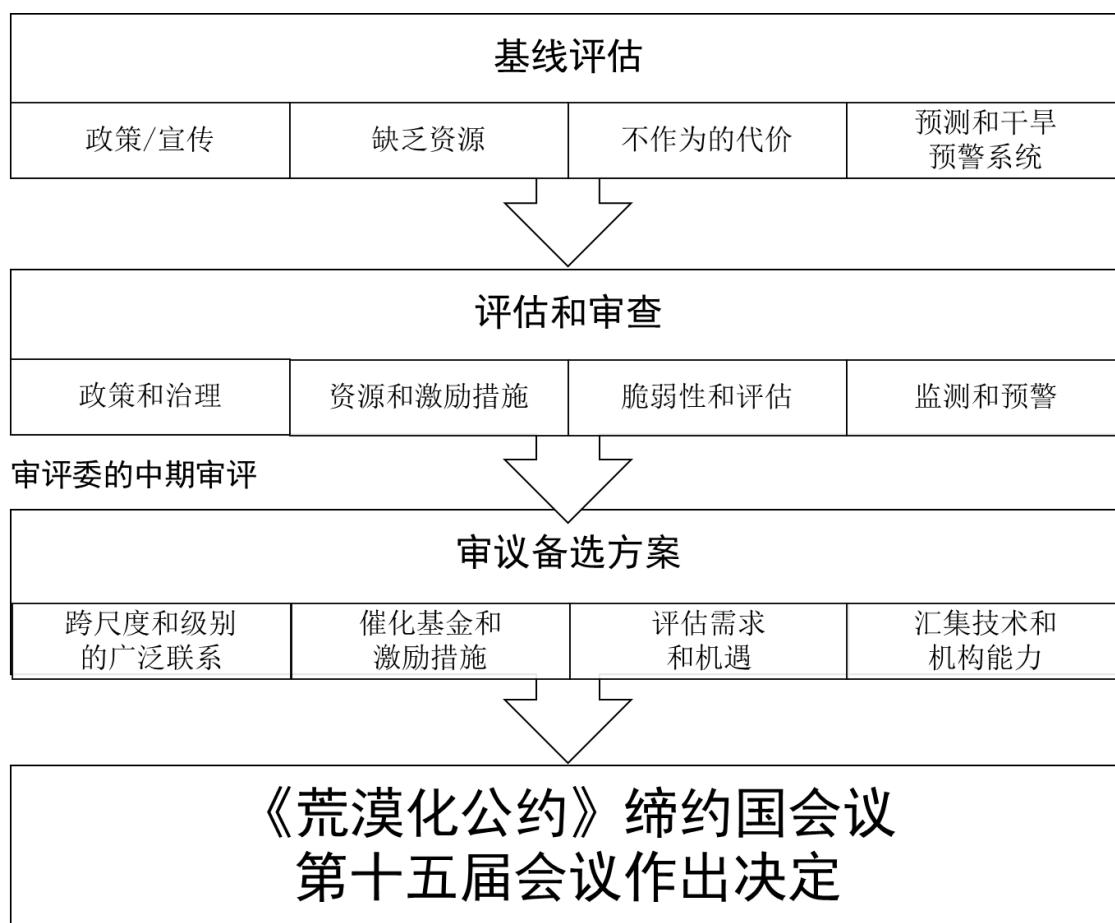 基线评估
政策/宣传
缺乏资源
不作为的代价
预测和干旱
预警系统
评估和审查
政策和治理
资源和激励措施
脆弱性和评估
监测和预警
审评委的中期审评
审议备选方案
跨尺度和级别
的广泛联系
催化基金和
激励措施
评估需求
和机遇
汇集技术和
机构能力
《荒漠化公约》缔约国会议
第十五届会议作出决定